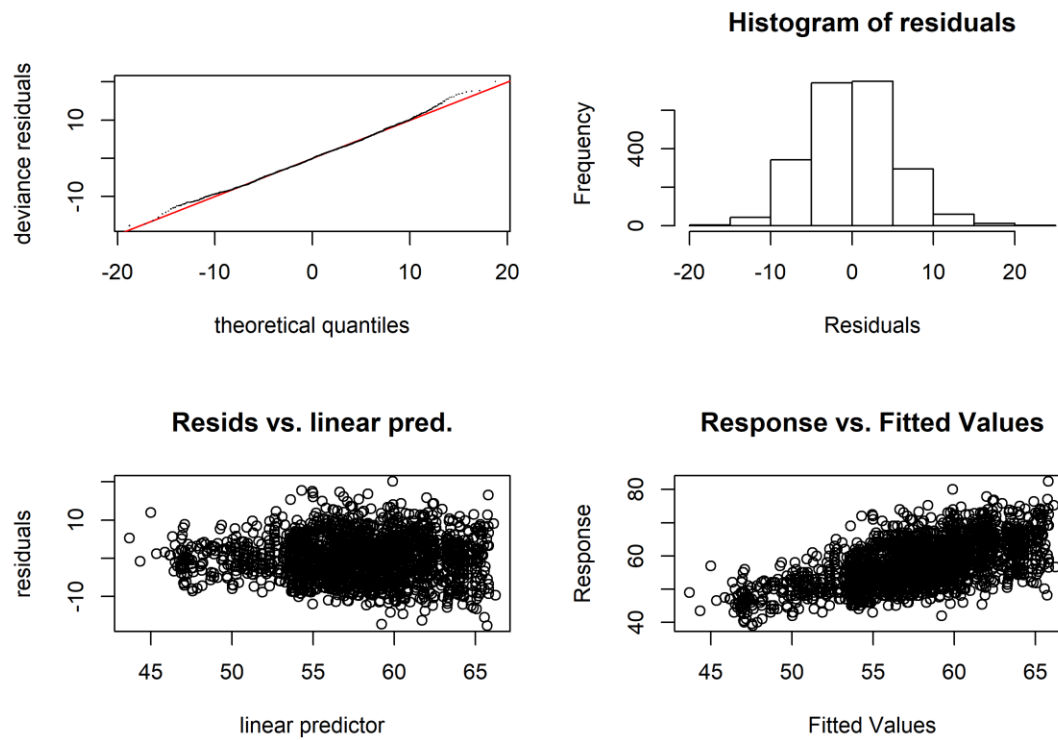 deviance residuals
10
-10
-20
-10
0
10
20
theoretical quantiles
Histogram of residuals
Frequency
400
0
-20
-10
0
10
20
Residuals
Resids vs. linear pred.
residuals
10
-10
45
50
55
60
65
linear predictor
Response vs. Fitted Values
Response
80
60
40
45
50
55
60
65
Fitted Values